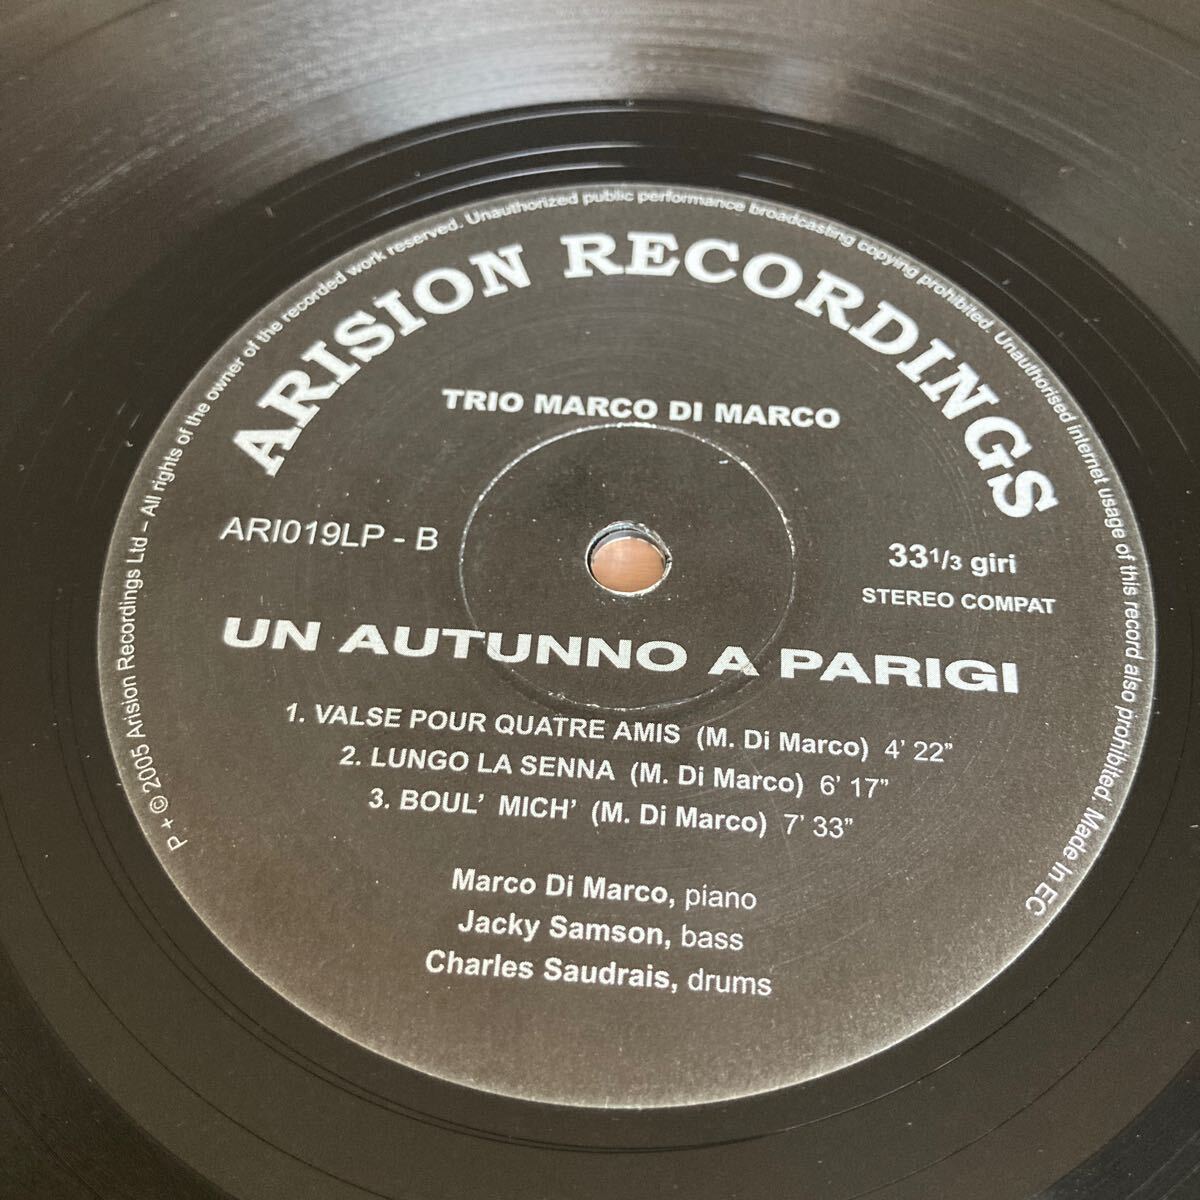 P + © 2005 Arision Recordings Ltd – All rights of the owner of the recorded work reserved. Unauthorized public performance broadcasting copying prohibited. Unauthorised internet usage of this record also prohibited. Made in EC
ARISION RECORDINGS
TRIO MARCO DI MARCO
ARI019LP - B
33 1/3 giri
STEREO COMPAT
UN AUTUNNO A PARIGI
1. VALSE POUR QUATRE AMIS (M. Di Marco) 4' 22"
2. LUNGO LA SENNA (M. Di Marco) 6' 17"
3. BOUL' MICH' (M. Di Marco) 7' 33"
Marco Di Marco, piano
Jacky Samson, bass
Charles Saudrais, drums